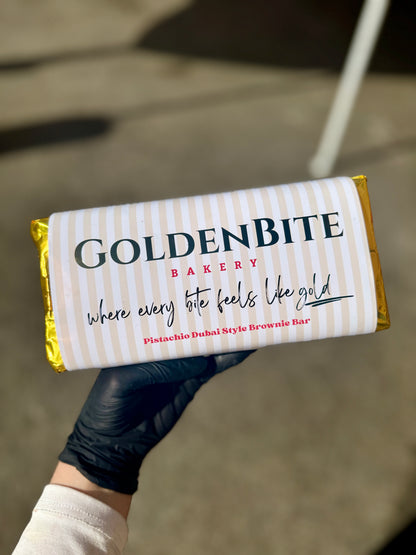 GOLDENBITE
BAKERY
where every bite feels like gold
Pistachio Dubai Style Brownie Bar